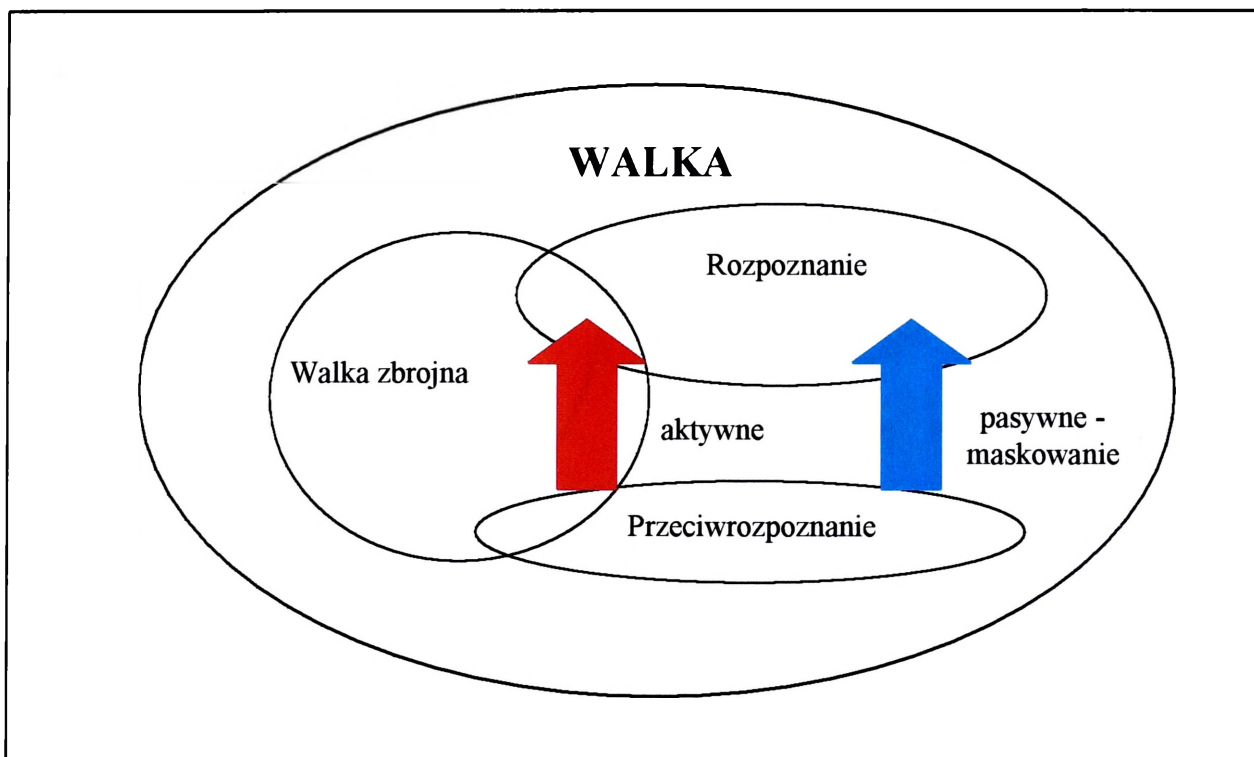 WALKA
Rozpoznanie
Walka zbrojna
aktywne
pasywne -
maskowanie
Przeciwrozpoznanie